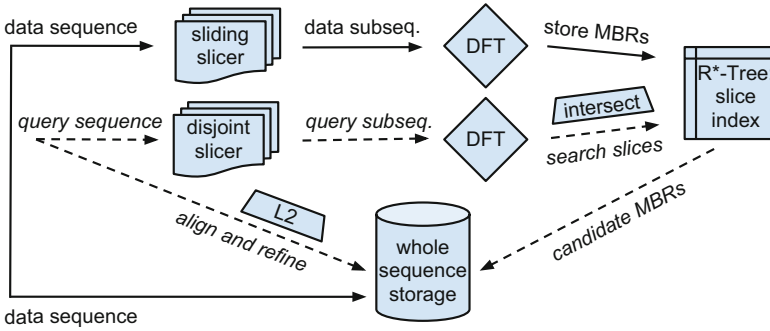 data sequence
sliding
slicer
data subseq.
DFT
store MBRs
R*-Tree
slice
index
query sequence
disjoint
slicer
query subseq.
DFT
intersect
search slices
L2
align and refine
whole
sequence
storage
candidate MBRs
data sequence